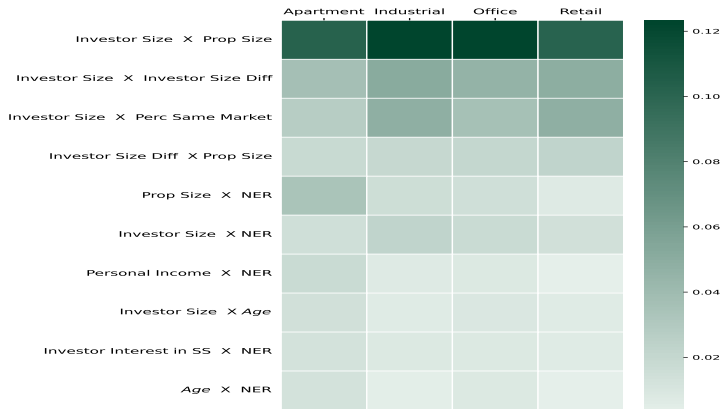 Apartment Industrial Office Retail
Investor Size X Prop Size
Investor Size X Investor Size Diff
Investor Size X Perc Same Market
Investor Size Diff X Prop Size
Prop Size X NER
Investor Size X NER
Personal Income X NER
Investor Size X Age
Investor Interest in SS X NER
Age X NER
0.12
0.10
0.08
0.06
0.04
0.02